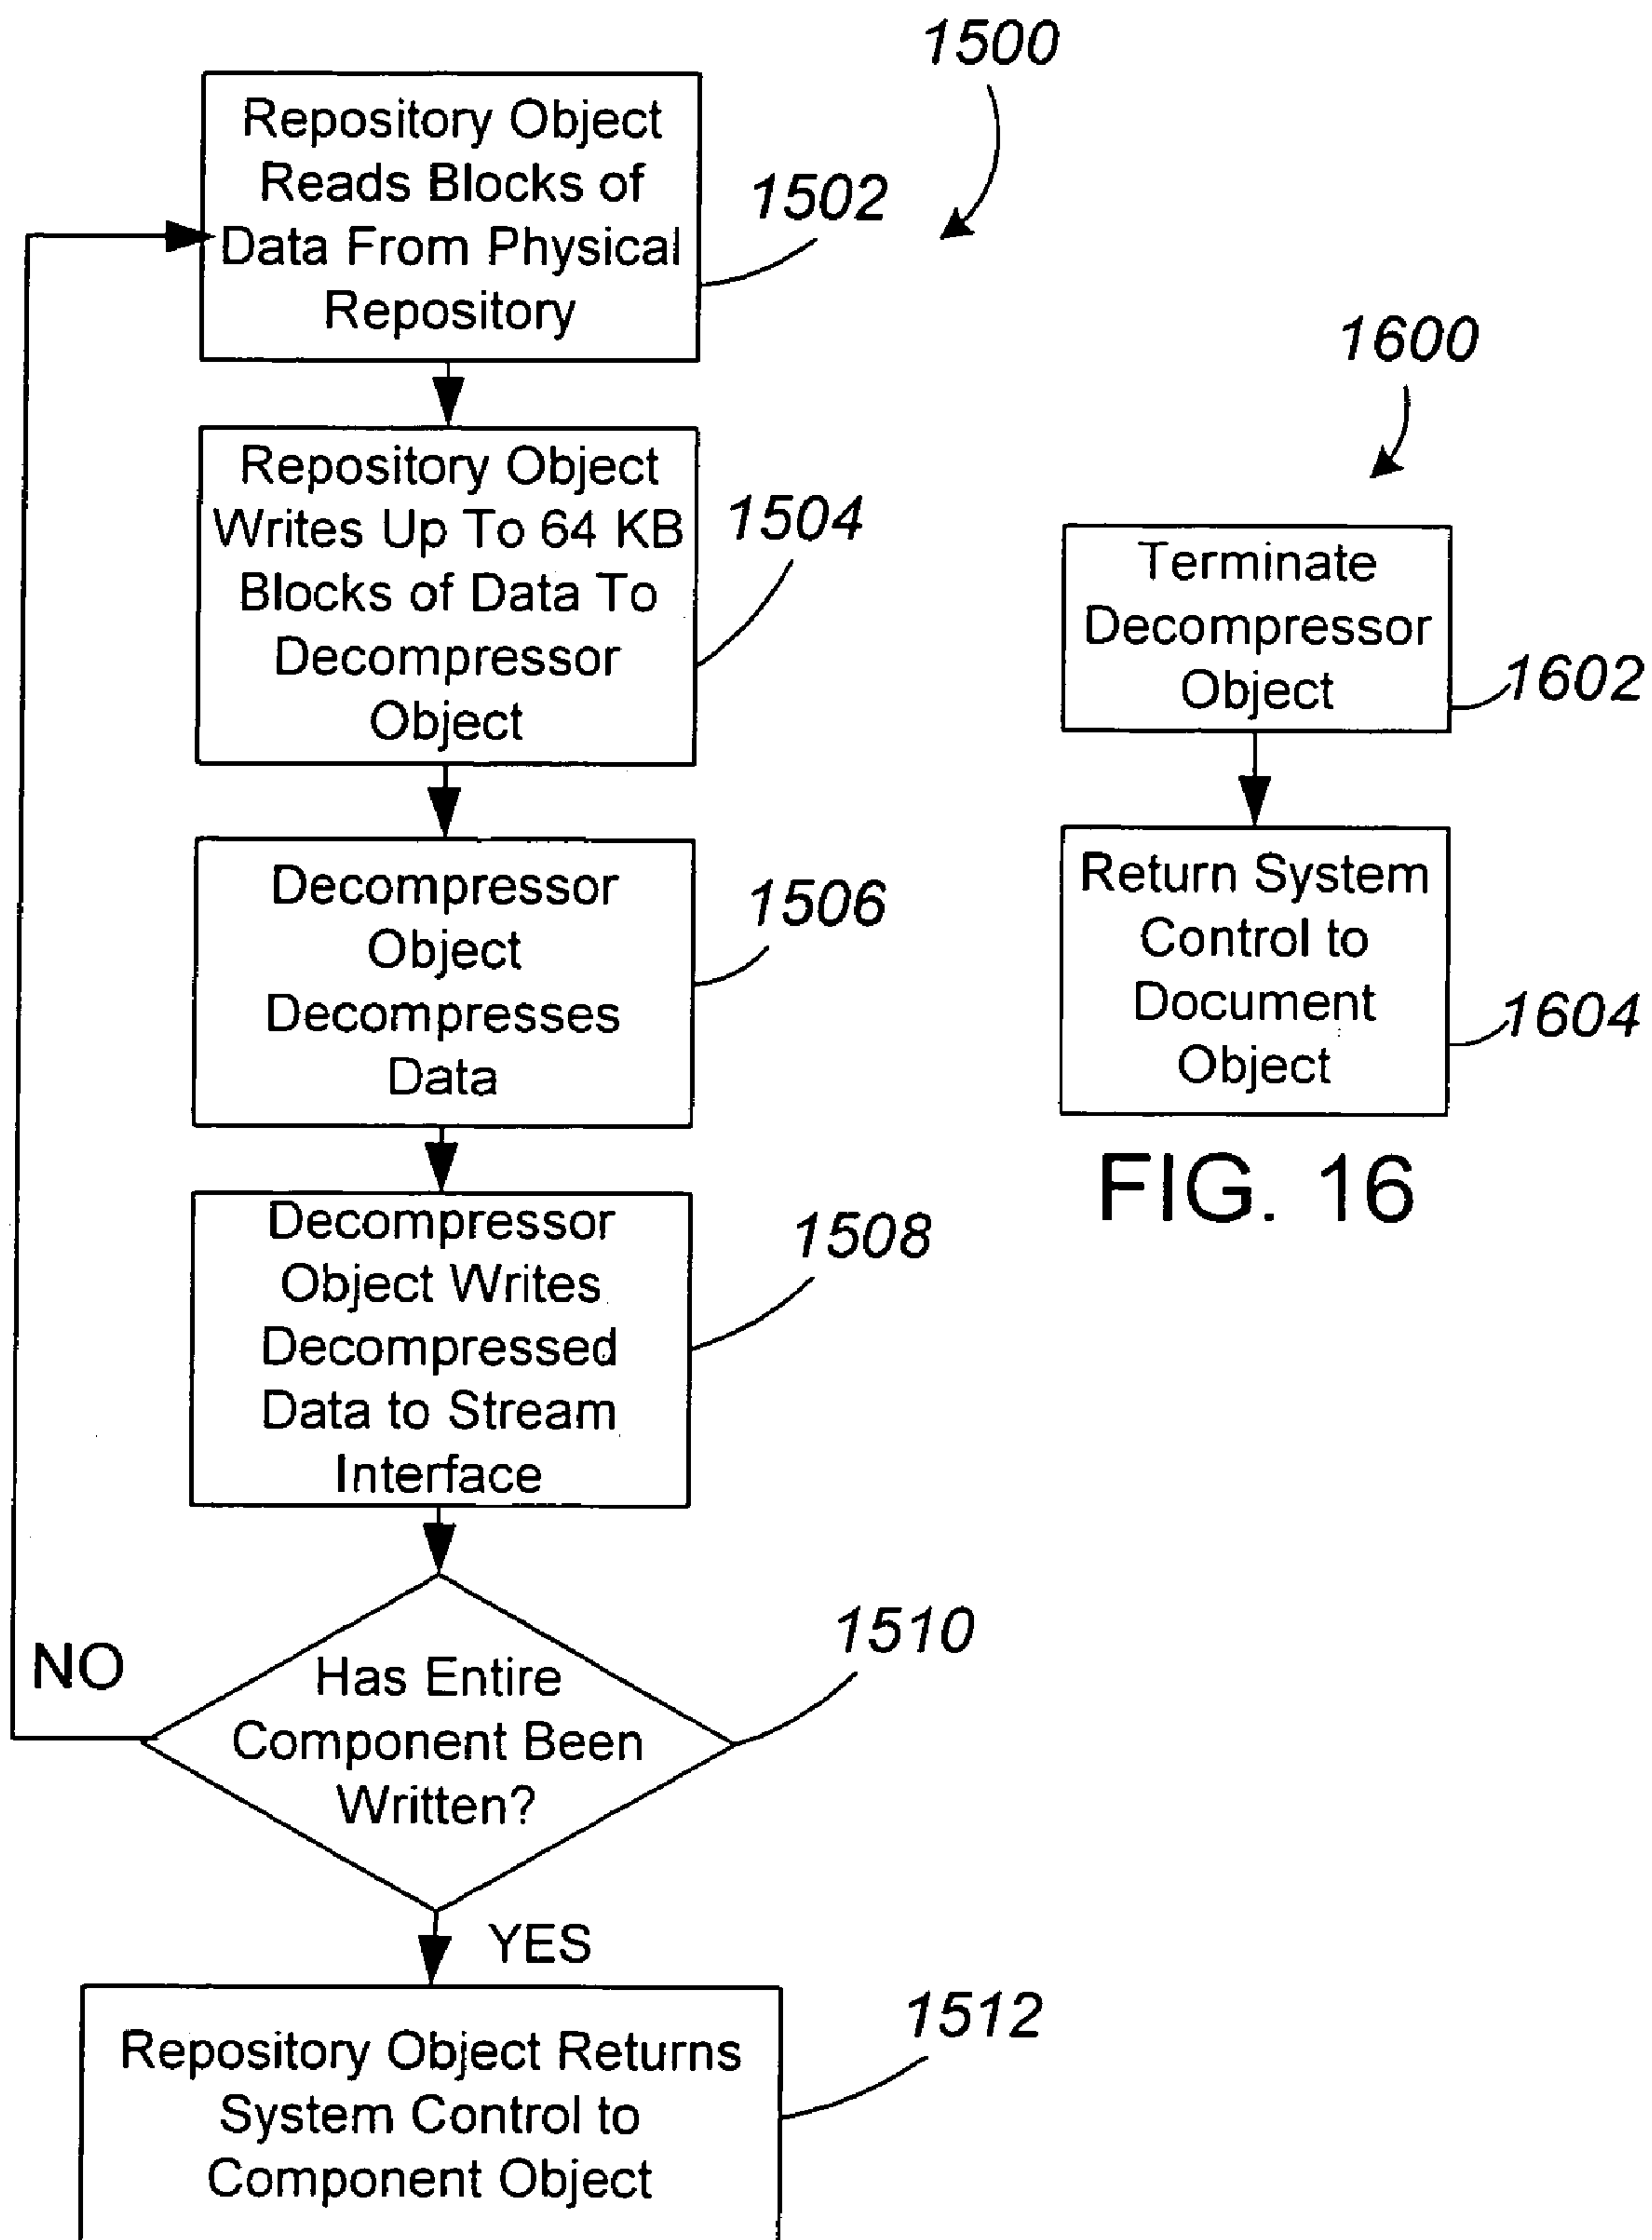 1500
Repository Object
Reads Blocks of
Data From Physical
Repository
1502
Repository Object
Writes Up To 64 KB
Blocks of Data To
Decompressor
Object
1504
Decompressor
Object
Decompresses
Data
1506
Decompressor
Object Writes
Decompressed
Data to Stream
Interface
1508
Has Entire
Component Been
Written?
1510
NO
YES
Repository Object Returns
System Control to
Component Object
1512
1600
Terminate
Decompressor
Object
1602
Return System
Control to
Document
Object
1604
FIG. 16